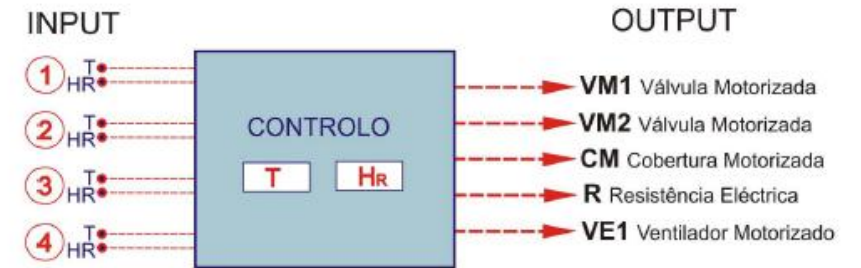 INPUT
OUTPUT
1 T
HR
VM1 Válvula Motorizada
2 T
HR
CONTROLO
VM2 Válvula Motorizada
CM Cobertura Motorizada
3 T
HR
T
HR
R Resistência Eléctrica
4 T
HR
VE1 Ventilador Motorizado